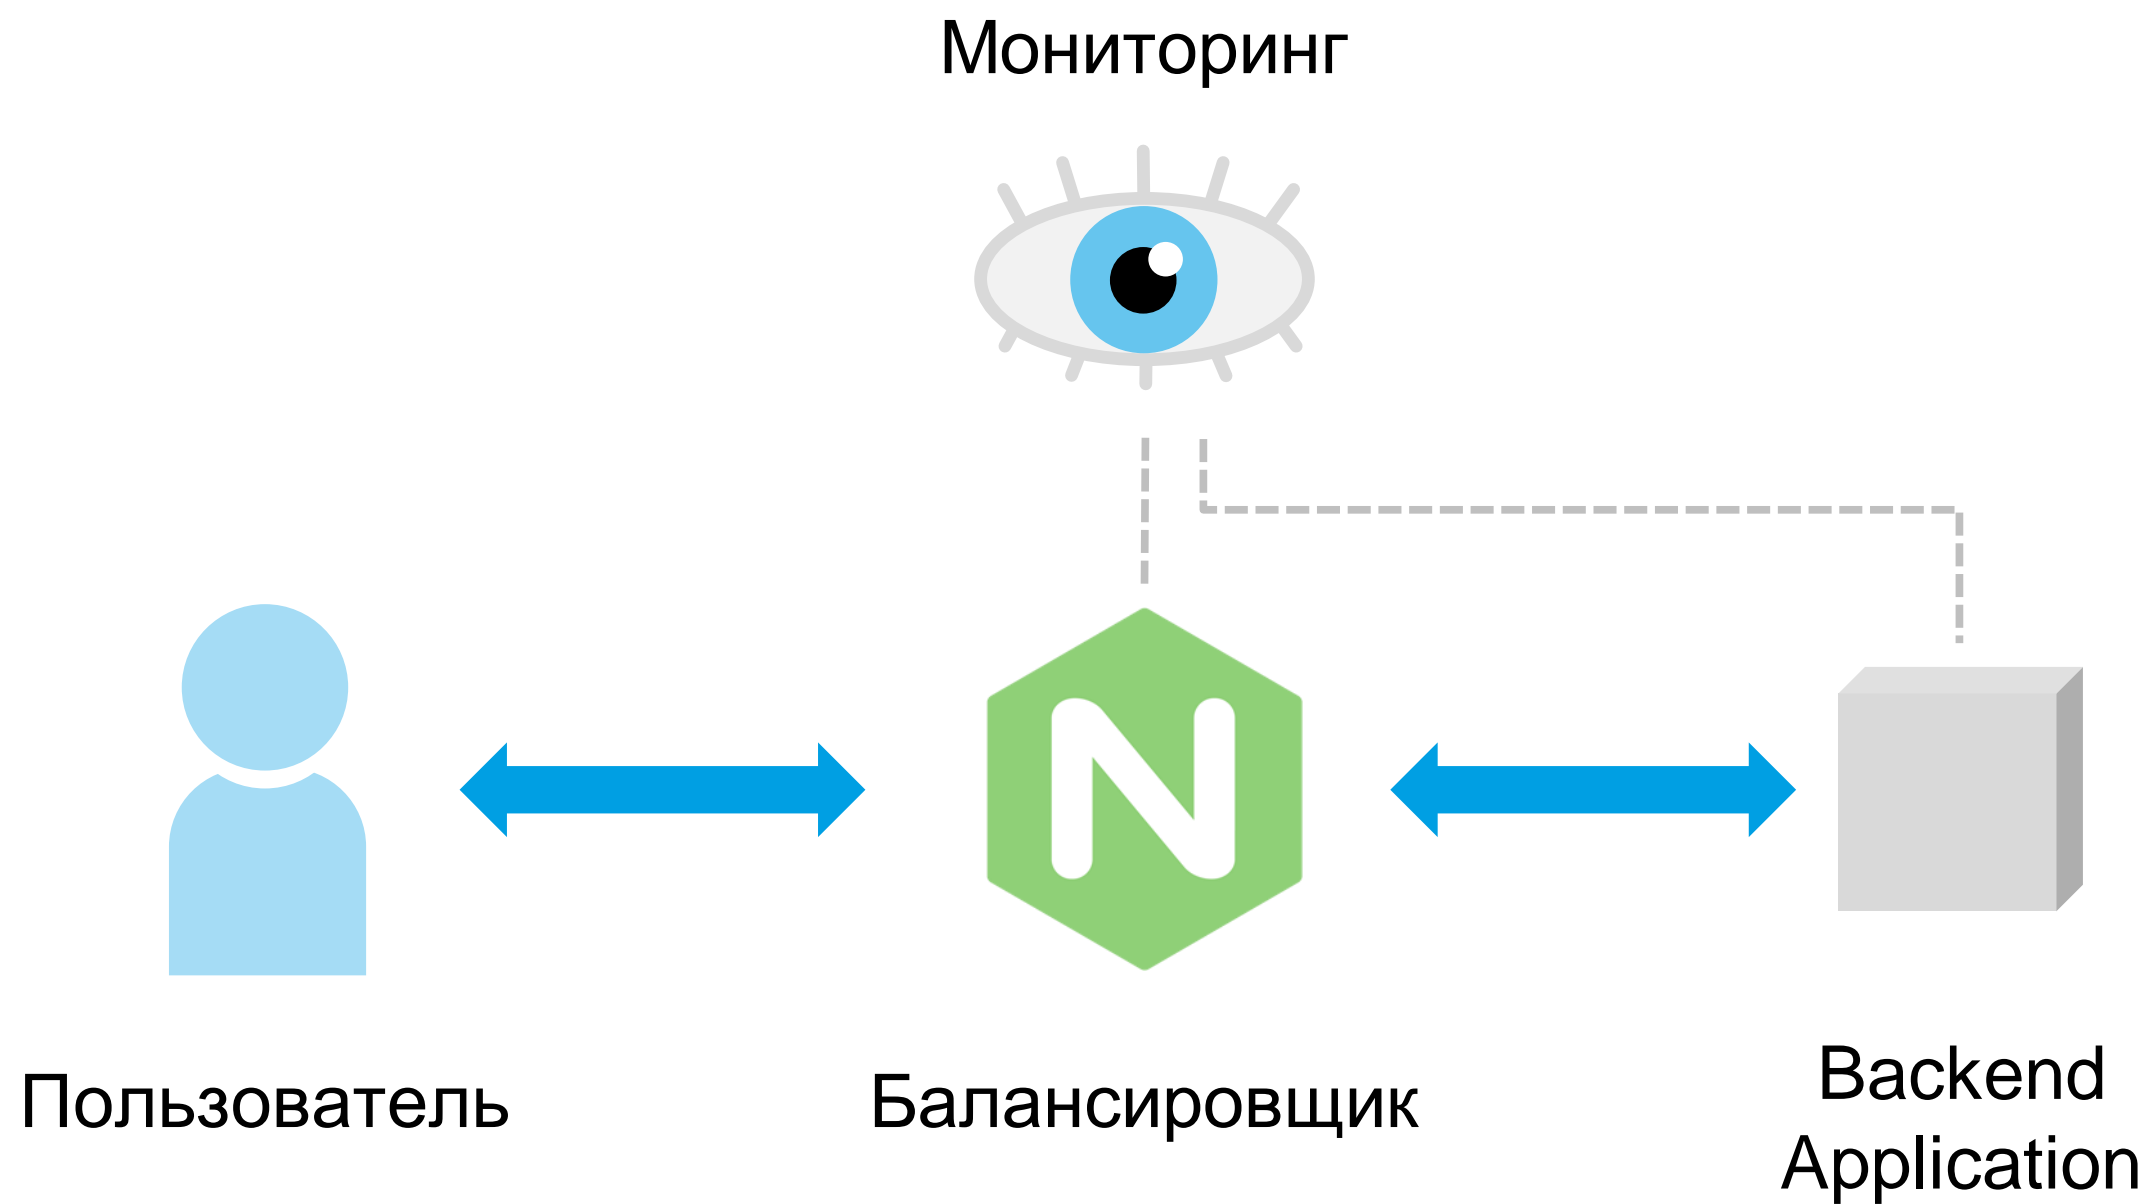 Мониторинг
N
Пользователь
Балансировщик
Backend
Application